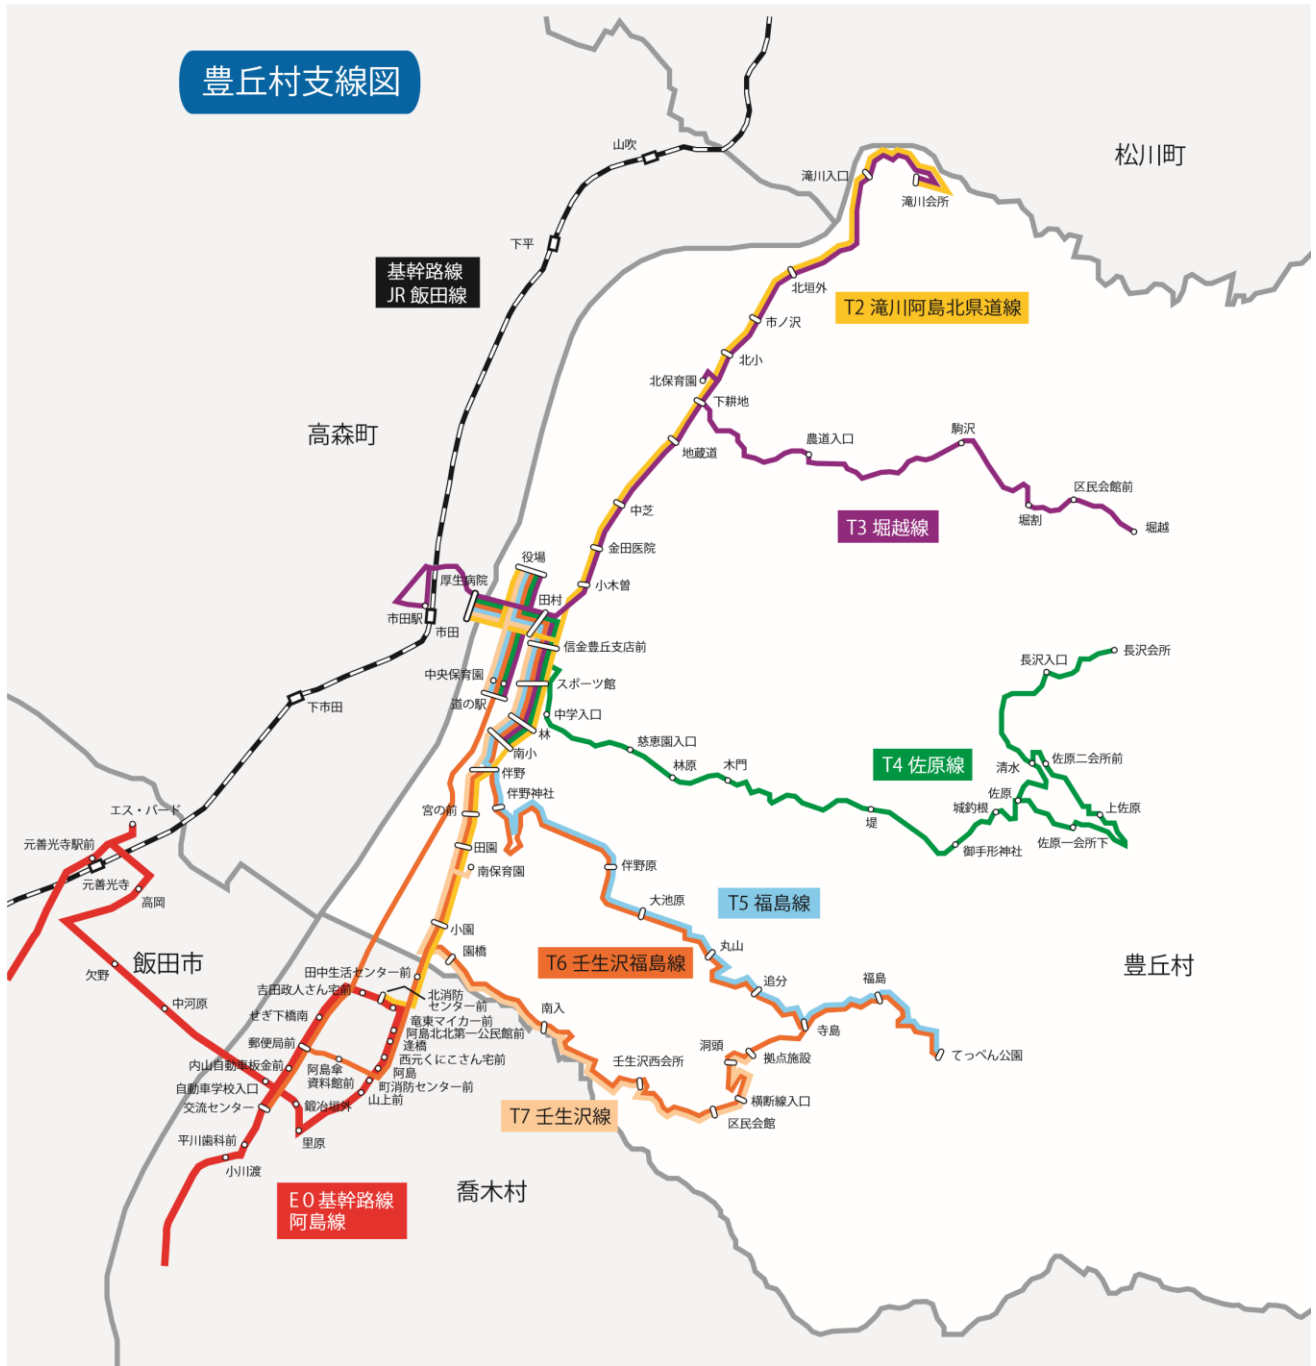 豊丘村支線図
山吹
松川町
滝川入口
滝川会所
下平
基幹路線
JR 飯田線
北垣外
T2 滝川阿島北県道線
市ノ沢
北小
北保育園
下耕地
高森町
地蔵道
農道入口
駒沢
区民会館前
中芝
T3 堀越線
堀割
堀越
金田医院
役場
厚生病院
小木曽
田村
市田駅
市田
信金豊丘支店前
長沢会所
中央保育園
スポーツ館
長沢入口
道の駅
下市田
中学入口
林
慈恵園入口
南小
林原
木門
T4 佐原線
清水
佐原二会所前
伴野
佐原
エス・バード
宮の前
伴野神社
堤
城釣根
上佐原
元善光寺駅前
田園
御手形神社
佐原一会所下
南保育園
伴野原
元善光寺
高岡
大池原
T5 福島線
小園
丸山
園橋
T6 壬生沢福島線
飯田市
欠野
田中生活センター前
豊丘村
吉田政人さん宅前
北消防
センター前
追分
福島
中河原
せぎ下橋南
竜東マイカー前
南入
阿島北北第一公民館前
寺島
郵便局前
逢橋
洞頭
拠点施設
てっぺん公園
内山自動車板金前
阿島傘
資料館前
西元くにこさん宅前
阿島
壬生沢西会所
自動車学校入口
町消防センター前
山上前
横断線入口
交流センター
鍛冶垣外
T7 壬生沢線
区民会館
平川歯科前
里原
小川渡
E0 基幹路線
阿島線
喬木村